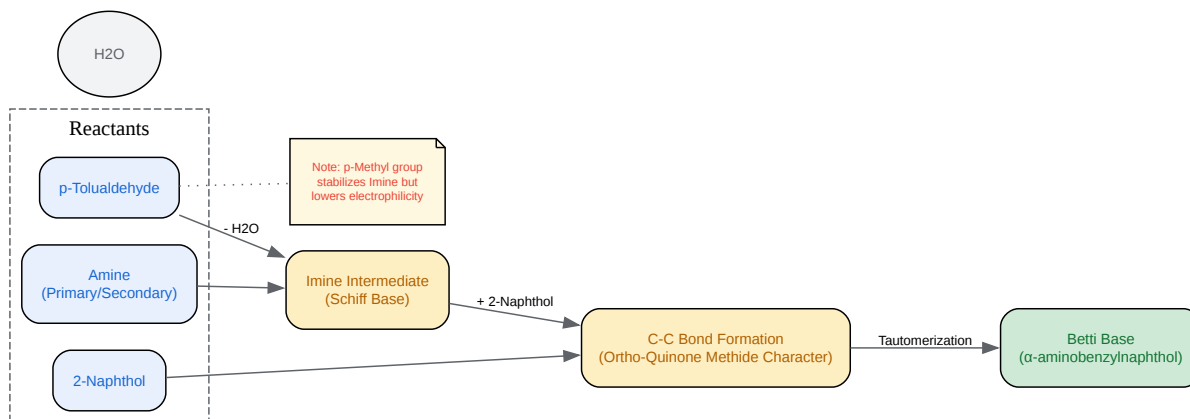 H2O
Reactants
p-Tolualdehyde
Note: p-Methyl group
stabilizes Imine but
lowers electrophilicity
- H2O
Amine
(Primary/Secondary)
Imine Intermediate
(Schiff Base)
+ 2-Naphthol
C-C Bond Formation
(Ortho-Quinone Methide Character)
Tautomerization
Betti Base
(α-aminobenzylnaphthol)
2-Naphthol